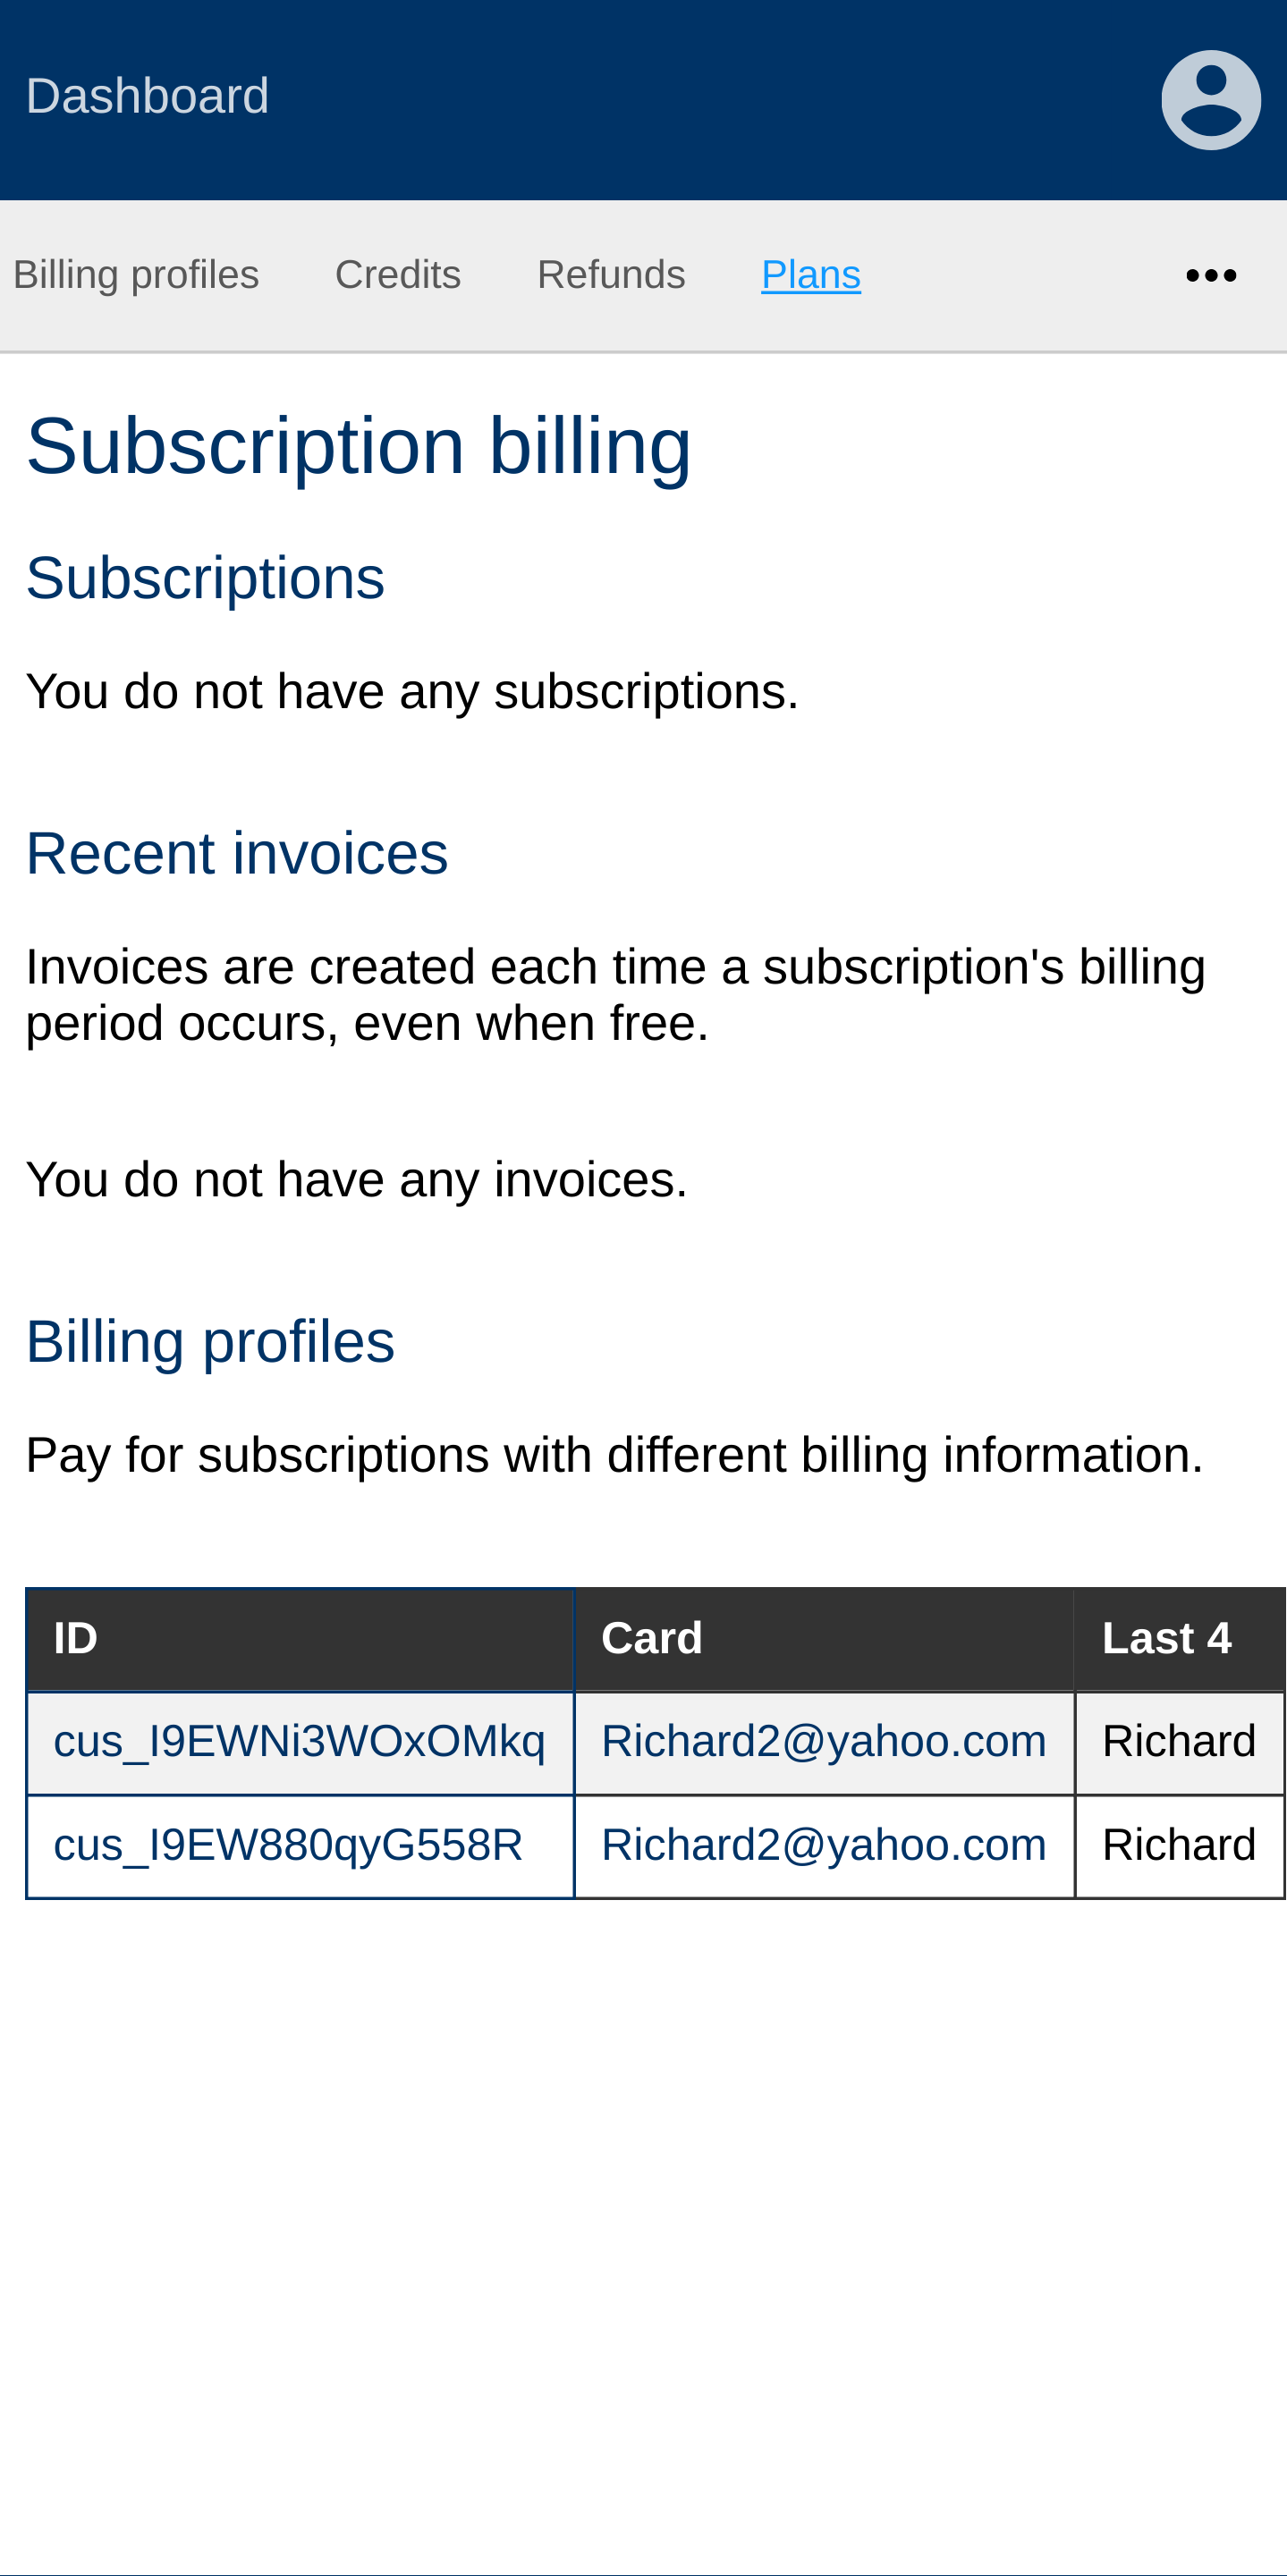 Dashboard
Billing profiles Credits Refunds Plans •••
Subscription billing
Subscriptions
You do not have any subscriptions.
Recent invoices
Invoices are created each time a subscription's billing
period occurs, even when free.
You do not have any invoices.
Billing profiles
Pay for subscriptions with different billing information.
ID Card Last 4
cus_I9EWNi3WOxOMkq Richard2@yahoo.com Richard
cus_I9EW880qyG558R Richard2@yahoo.com Richard